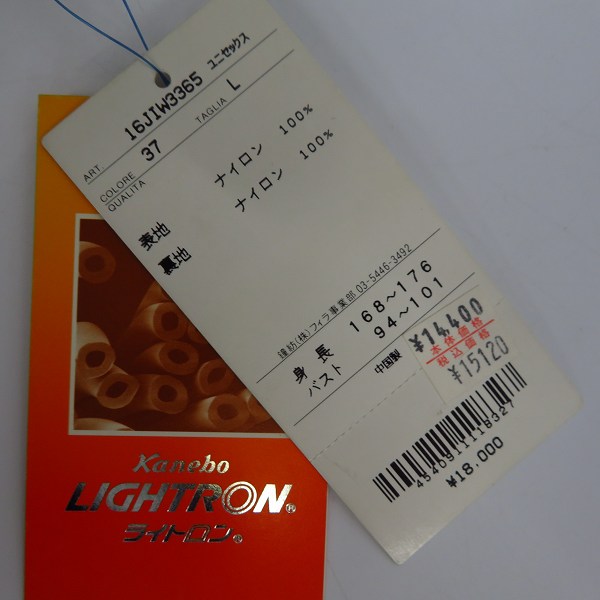 ART. 16JIW3365 ユニセックス
COLORE 37 TAGLIA L
QUALITA
表地 ナイロン 100%
裏地 ナイロン 100%
鐘紡(株)フィラ事業部 03-5446-3492
身長 168~176
バスト 94~101
中国製
¥14400
本体価格
税込価格
¥15120
4540911118327
¥18,000
Kanebo
LIGHTRON®
ライトロン®